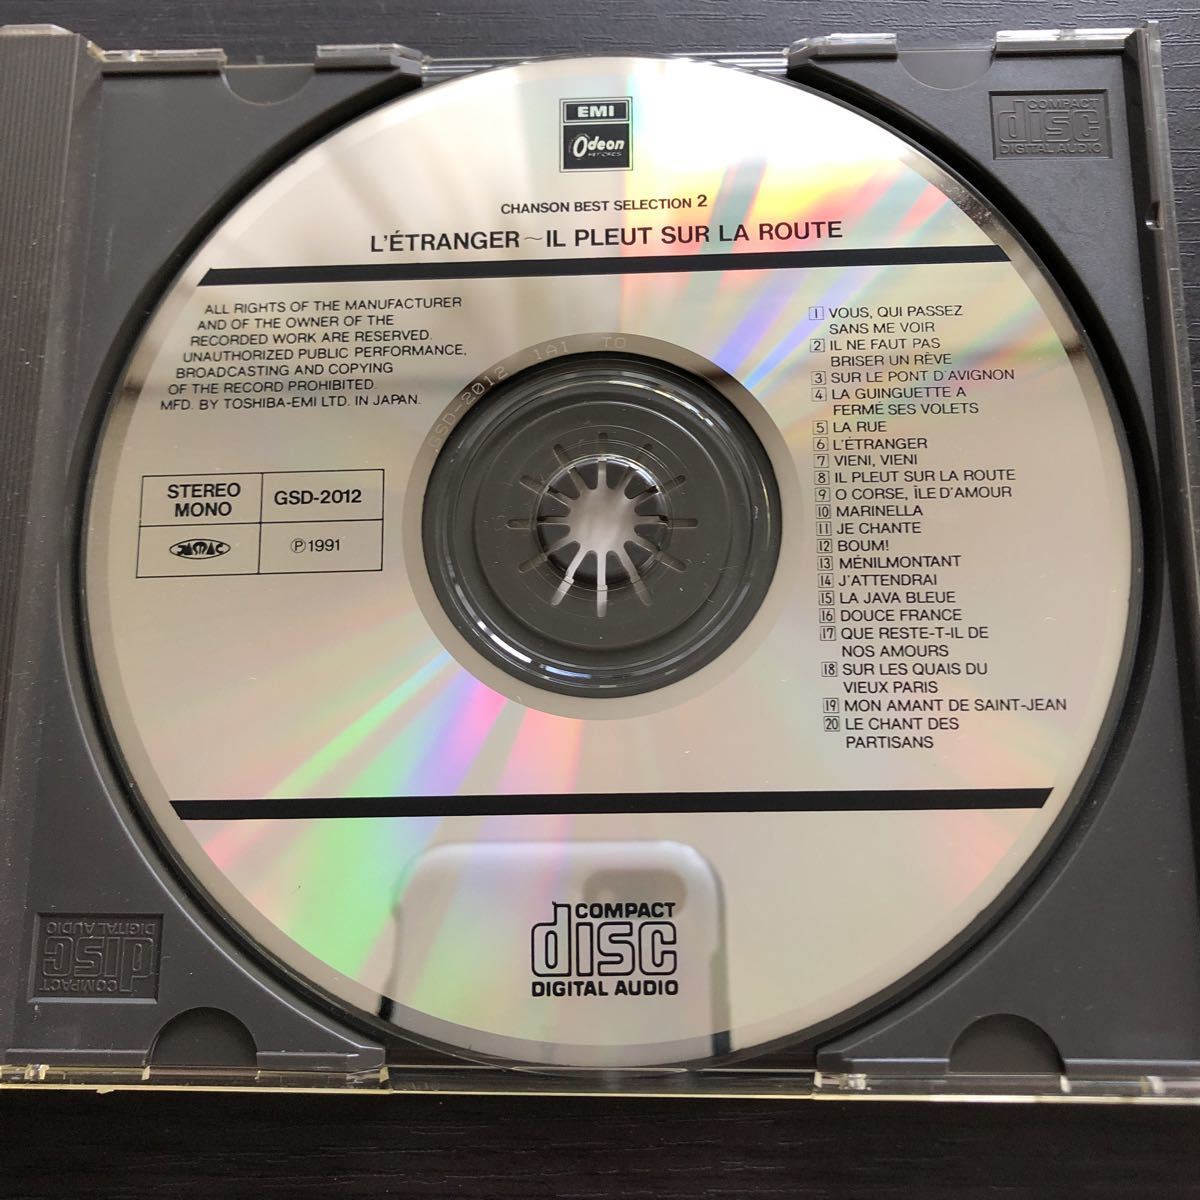 EMI
Odeon
RECORDS
CHANSON BEST SELECTION 2
L'ÉTRANGER~IL PLEUT SUR LA ROUTE
ALL RIGHTS OF THE MANUFACTURER
AND OF THE OWNER OF THE
RECORDED WORK ARE RESERVED.
UNAUTHORIZED PUBLIC PERFORMANCE,
BROADCASTING AND COPYING
OF THE RECORD PROHIBITED.
MFD. BY TOSHIBA-EMI LTD. IN JAPAN.
STEREO
MONO
GSD-2012
JASRAC
Ⓟ1991
1 VOUS, QUI PASSEZ
SANS ME VOIR
2 IL NE FAUT PAS
BRISER UN RÊVE
3 SUR LE PONT D'AVIGNON
4 LA GUINGUETTE A
FERMÉ SES VOLETS
5 LA RUE
6 L'ÉTRANGER
7 VIENI, VIENI
8 IL PLEUT SUR LA ROUTE
9 O CORSE, ÎLE D'AMOUR
10 MARINELLA
11 JE CHANTE
12 BOUM!
13 MÉNILMONTANT
14 J'ATTENDRAI
15 LA JAVA BLEUE
16 DOUCE FRANCE
17 QUE RESTE-T-IL DE
NOS AMOURS
18 SUR LES QUAIS DU
VIEUX PARIS
19 MON AMANT DE SAINT-JEAN
20 LE CHANT DES
PARTISANS
GSD-2012 1A1 TO
COMPACT
disc
DIGITAL AUDIO
COMPACT
disc
DIGITAL AUDIO
COMPACT
disc
DIGITAL AUDIO